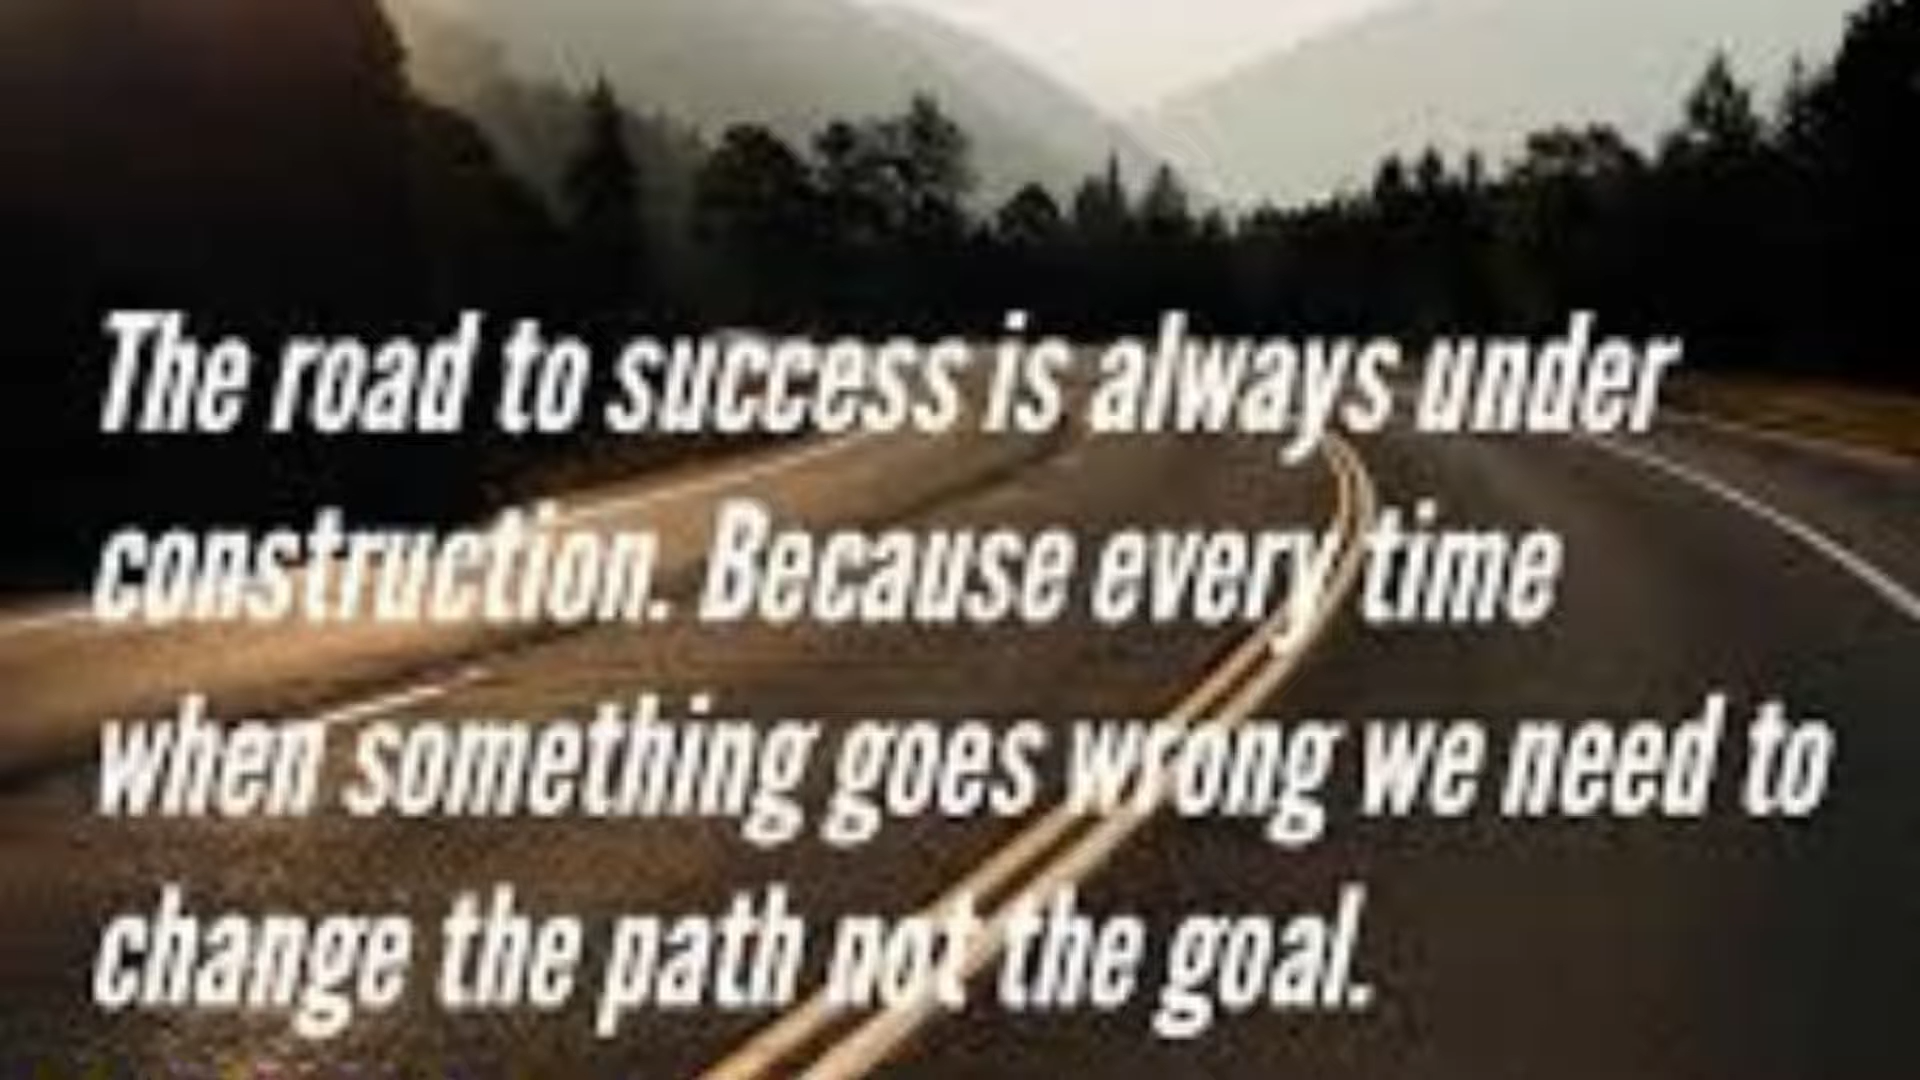 The road to success is always under
construction. Because every time
when something goes wrong we need to
change the path not the goal.